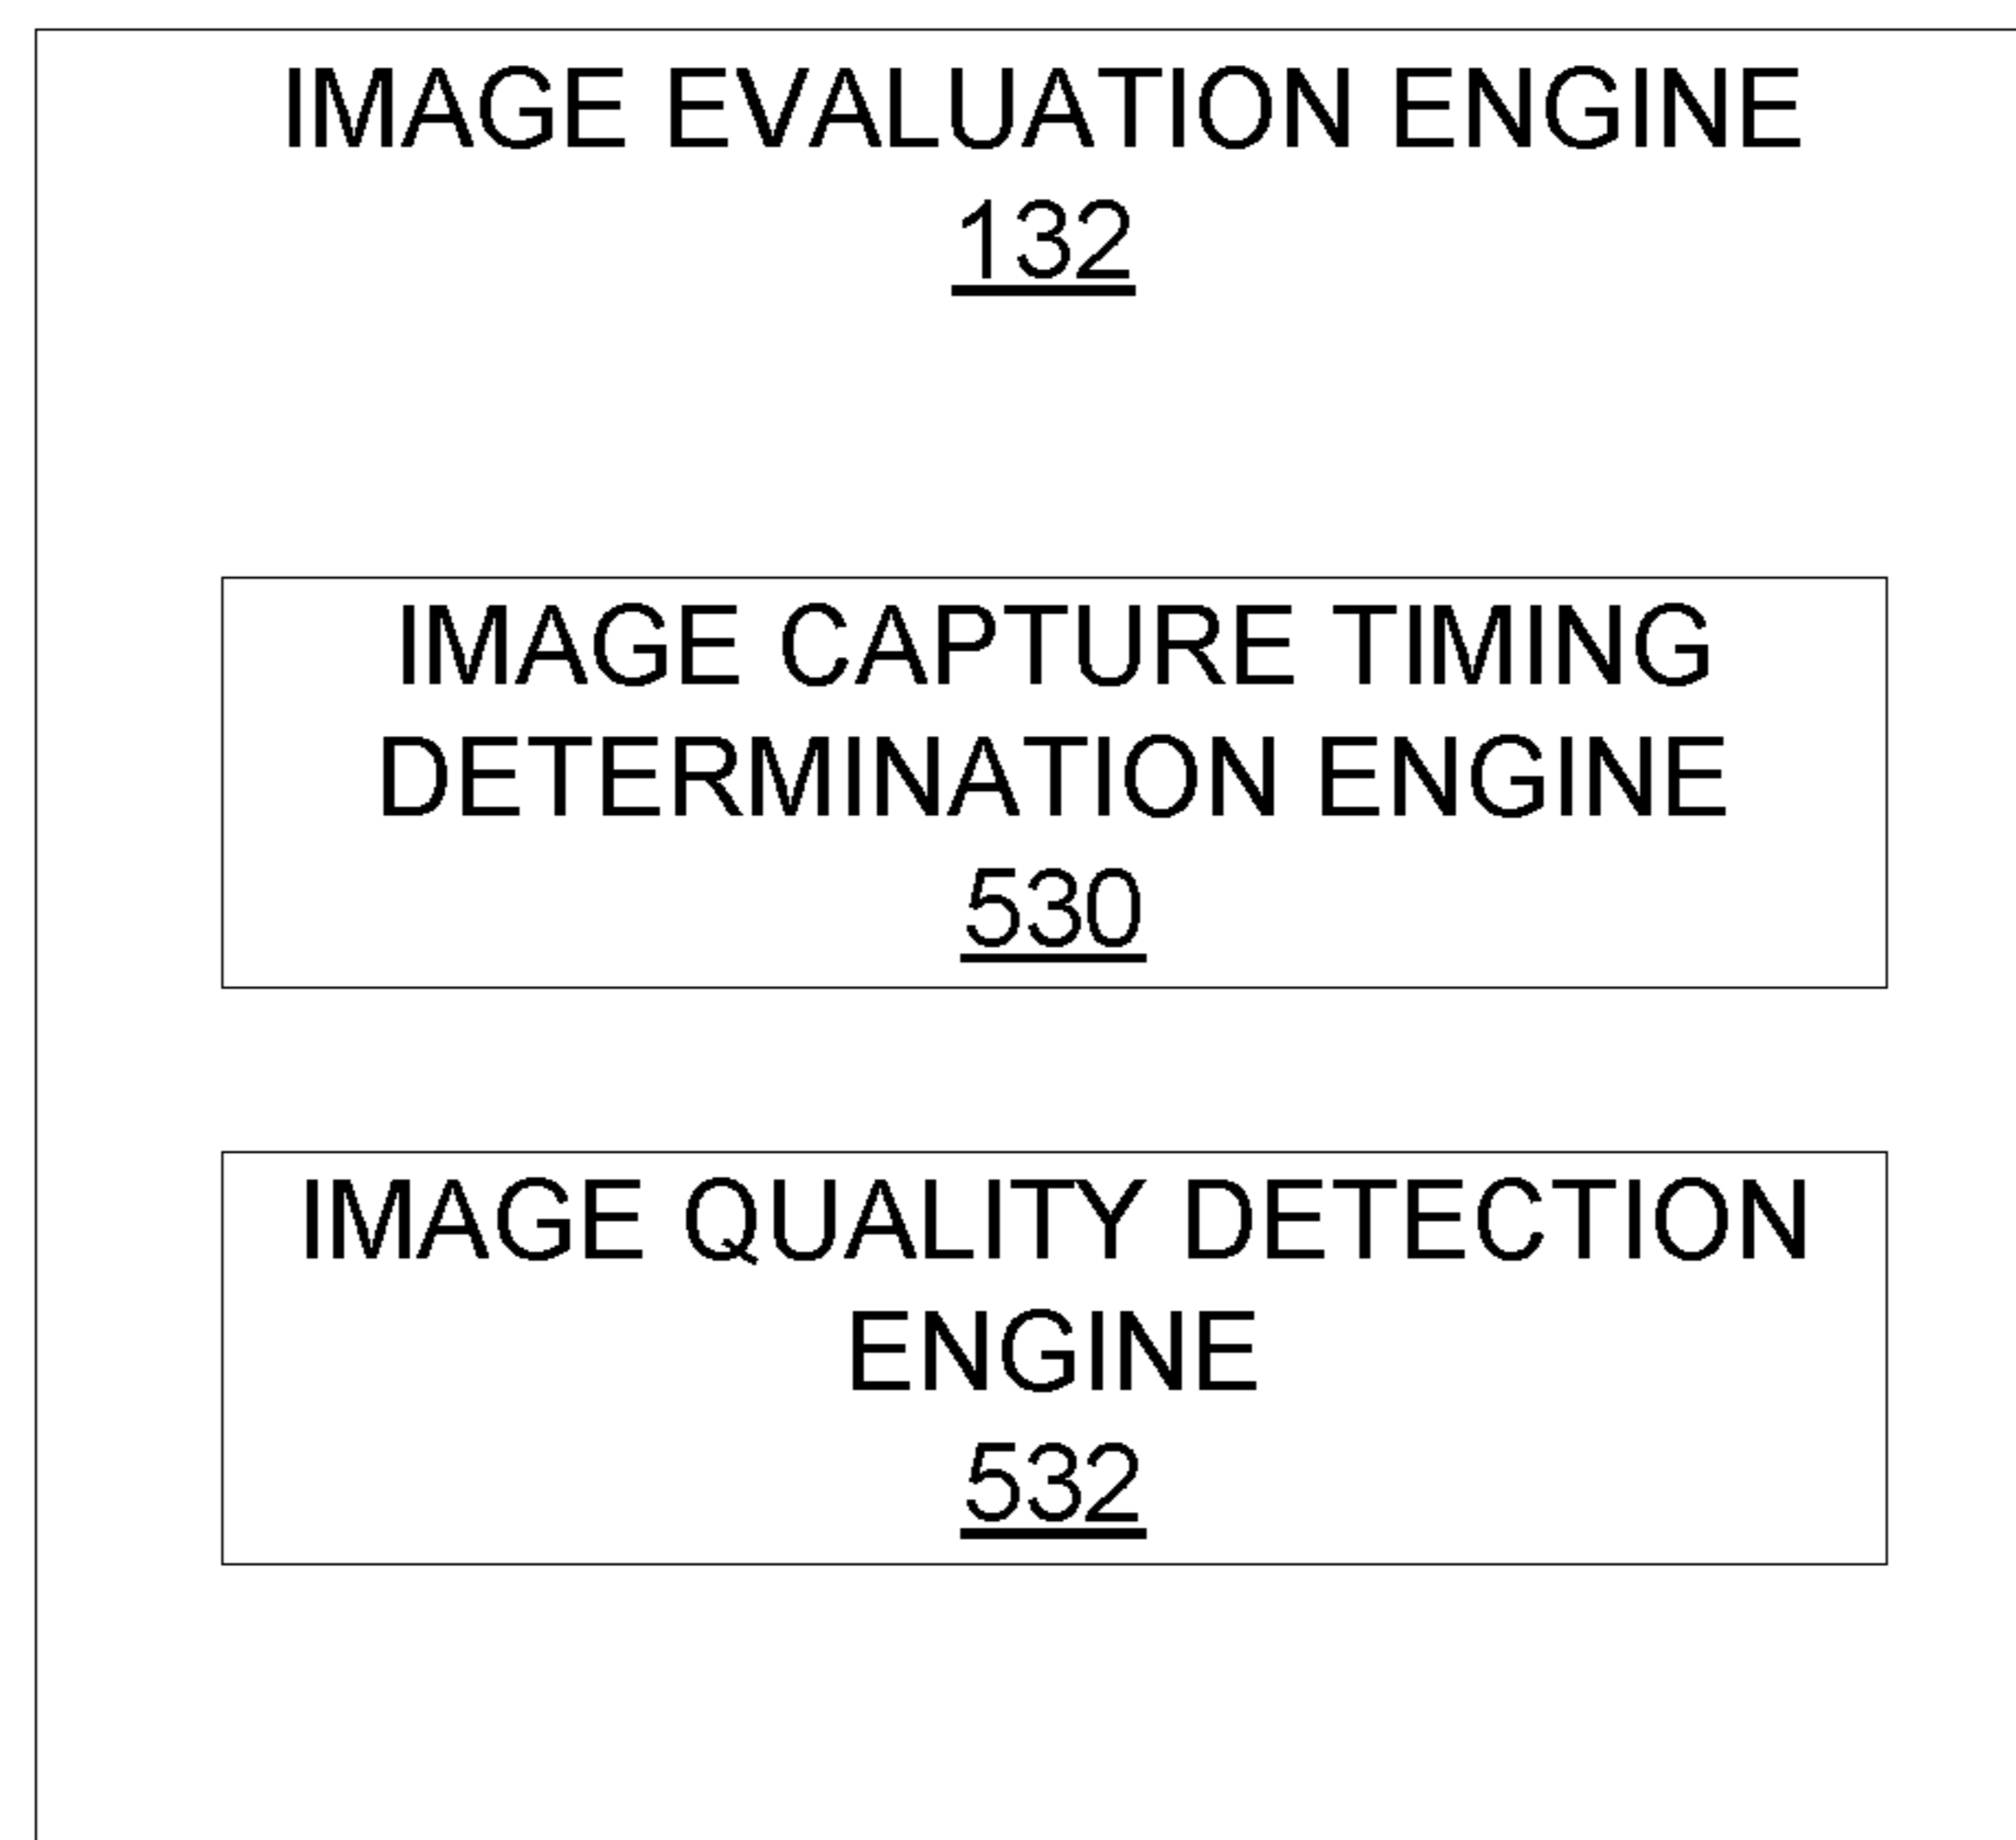 IMAGE EVALUATION ENGINE
132
IMAGE CAPTURE TIMING
DETERMINATION ENGINE
530
IMAGE QUALITY DETECTION
ENGINE
532